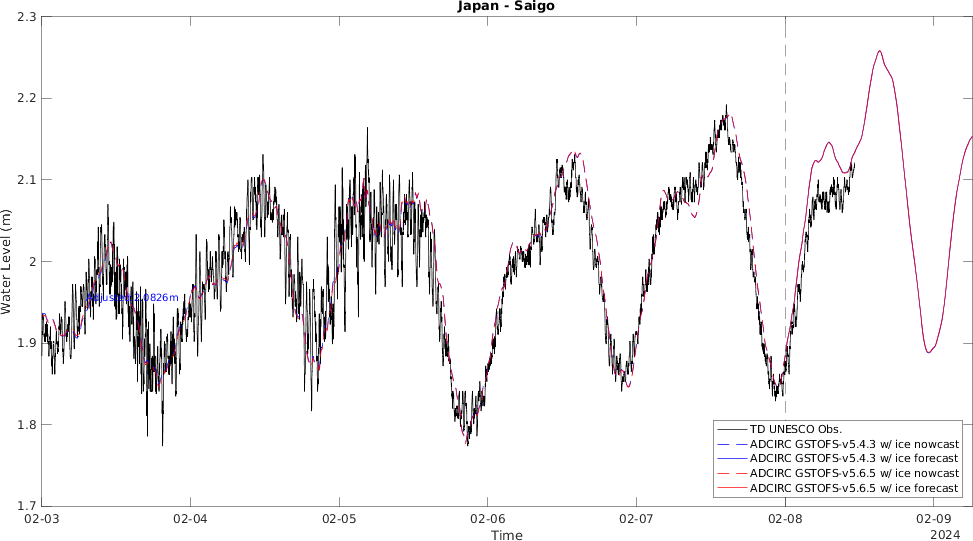 Japan - Saigo
2.3
2.2
2.1
2
1.9
1.8
1.7
Water Level (m)
2.0826m
TD UNESCO Obs.
ADCIRC GSTOFS-v5.4.3 w/ ice nowcast
ADCIRC GSTOFS-v5.4.3 w/ ice forecast
ADCIRC GSTOFS-v5.6.5 w/ ice nowcast
ADCIRC GSTOFS-v5.6.5 w/ ice forecast
02-03 02-04 02-05 02-06 02-07 02-08 02-09
Time
2024